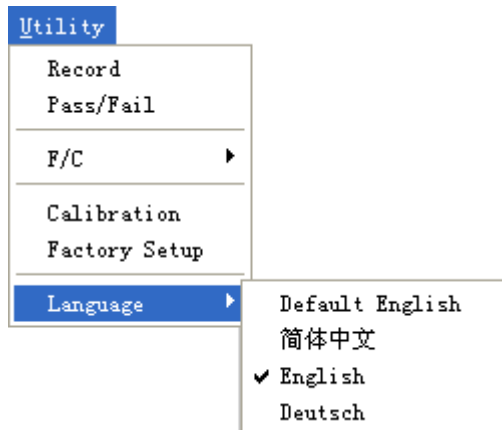 Utility
Record
Pass/Fail
F/C
Calibration
Factory Setup
Language
Default English
简体中文
English
Deutsch